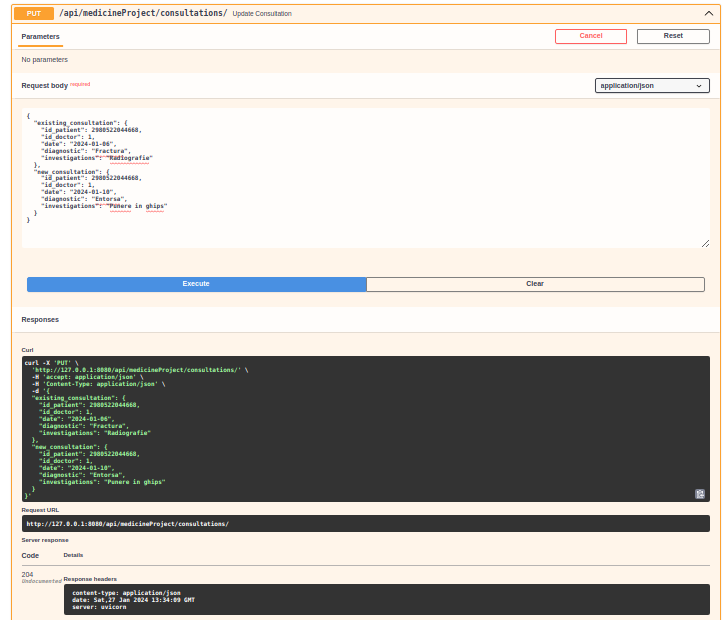 PUT /api/medicineProject/consultations/ Update Consultation
Parameters Cancel Reset
No parameters
Request body required application/json
{
"existing_consultation": {
"id_patient": 2980522044668,
"id_doctor": 1,
"date": "2024-01-06",
"diagnostic": "Fractura",
"investigations": "Radiografie"
},
"new_consultation": {
"id_patient": 2980522044668,
"id_doctor": 1,
"date": "2024-01-10",
"diagnostic": "Entorsa",
"investigations": "Punere in ghips"
}
}
Execute Clear
Responses
Curl
curl -X 'PUT' \
'http://127.0.0.1:8080/api/medicineProject/consultations/' \
-H 'accept: application/json' \
-H 'Content-Type: application/json' \
-d '{
"existing_consultation": {
"id_patient": 2980522044668,
"id_doctor": 1,
"date": "2024-01-06",
"diagnostic": "Fractura",
"investigations": "Radiografie"
},
"new_consultation": {
"id_patient": 2980522044668,
"id_doctor": 1,
"date": "2024-01-10",
"diagnostic": "Entorsa",
"investigations": "Punere in ghips"
}
}'
Request URL
http://127.0.0.1:8080/api/medicineProject/consultations/
Server response
Code Details
204
Undocumented Response headers
content-type: application/json
date: Sat,27 Jan 2024 13:34:09 GMT
server: uvicorn